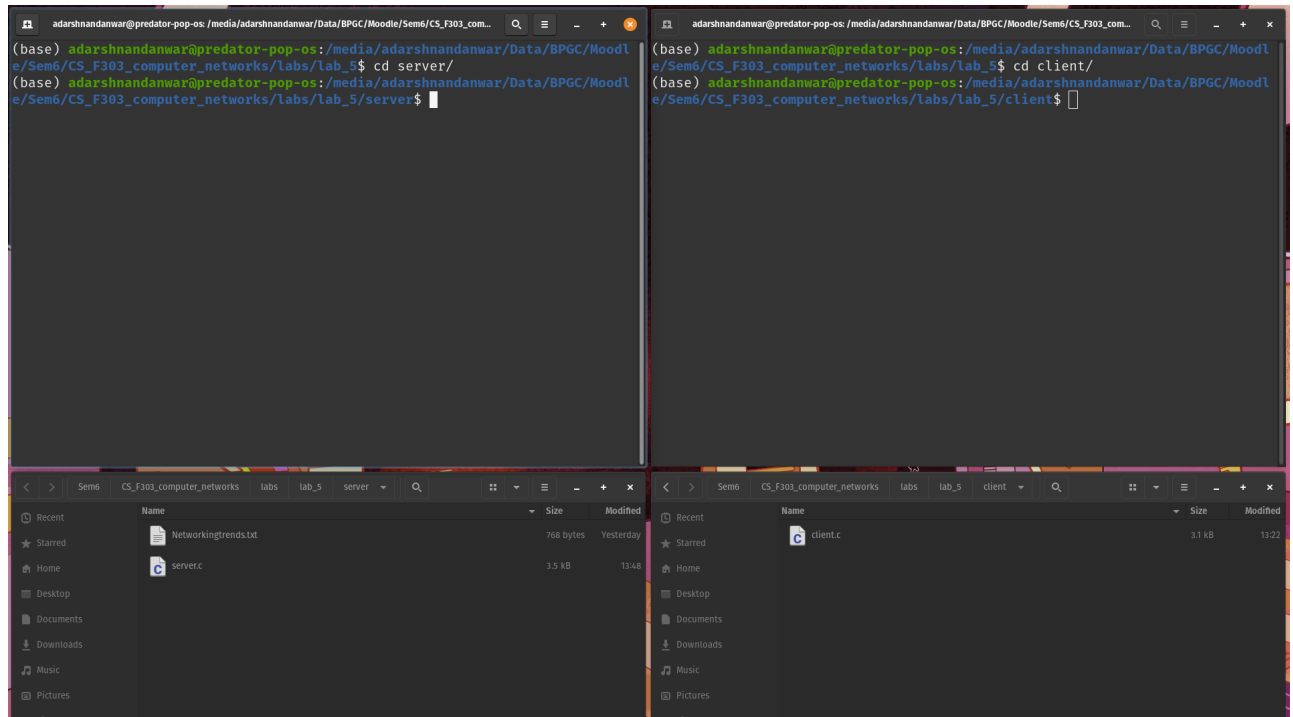 adarshnandanwar@predator-pop-os: /media/adarshnandanwar/Data/BPGC/Moodle/Sem6/CS_F303_com...
(base) adarshnandanwar@predator-pop-os:/media/adarshnandanwar/Data/BPGC/Moodl
e/Sem6/CS_F303_computer_networks/labs/lab_5$ cd server/
(base) adarshnandanwar@predator-pop-os:/media/adarshnandanwar/Data/BPGC/Moodl
e/Sem6/CS_F303_computer_networks/labs/lab_5/server$
adarshnandanwar@predator-pop-os: /media/adarshnandanwar/Data/BPGC/Moodle/Sem6/CS_F303_com...
(base) adarshnandanwar@predator-pop-os:/media/adarshnandanwar/Data/BPGC/Moodl
e/Sem6/CS_F303_computer_networks/labs/lab_5$ cd client/
(base) adarshnandanwar@predator-pop-os:/media/adarshnandanwar/Data/BPGC/Moodl
e/Sem6/CS_F303_computer_networks/labs/lab_5/client$
Sem6 CS_F303_computer_networks labs lab_5 server
Name Size Modified
Recent
Starred
Home
Desktop
Documents
Downloads
Music
Pictures
Networkingtrends.txt 768 bytes Yesterday
server.c 3.5 kB 13:48
Sem6 CS_F303_computer_networks labs lab_5 client
Name Size Modified
Recent
Starred
Home
Desktop
Documents
Downloads
Music
Pictures
client.c 3.1 kB 13:22